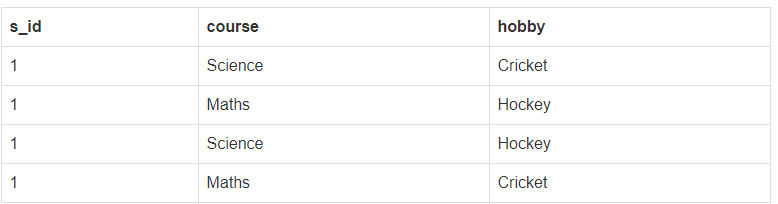 s_id course hobby
1 Science Cricket
1 Maths Hockey
1 Science Hockey
1 Maths Cricket